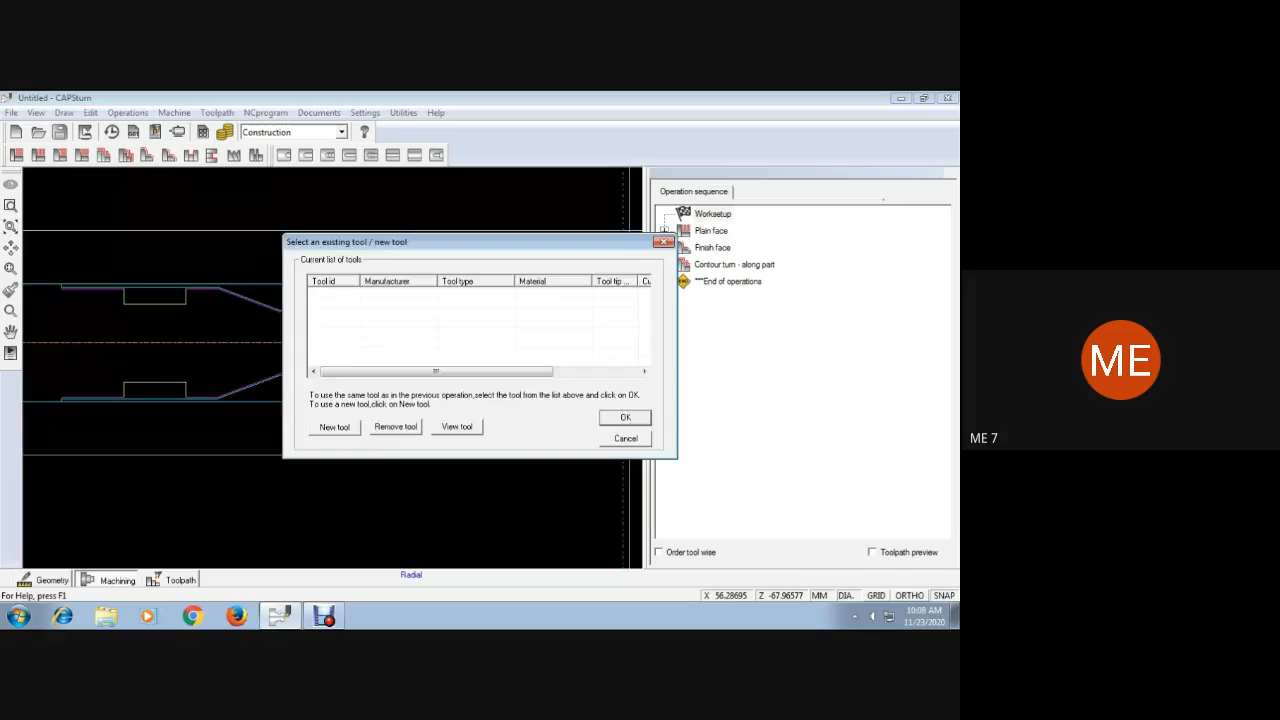 Untitled - CAPSturn
File View Draw Edit Operations Machine Toolpath NCprogram Documents Settings Utilities Help
Construction
Operation sequence
Worksetup
Plain face
Finish face
Contour turn - along part
***End of operations
Select an existing tool / new tool
Current list of tools
Tool id Manufacturer Tool type Material Tool tip ... Cu
To use the same tool as in the previous operation,select the tool from the list above and click on OK.
To use a new tool,click on New tool.
OK
New tool Remove tool View tool
Cancel
ME
ME 7
Order tool wise Toolpath preview
Radial
Geometry Machining Toolpath
For Help, press F1
X 56.28695 Z -67.96577 MM DIA. GRID ORTHO SNAP
10:08 AM
11/23/2020